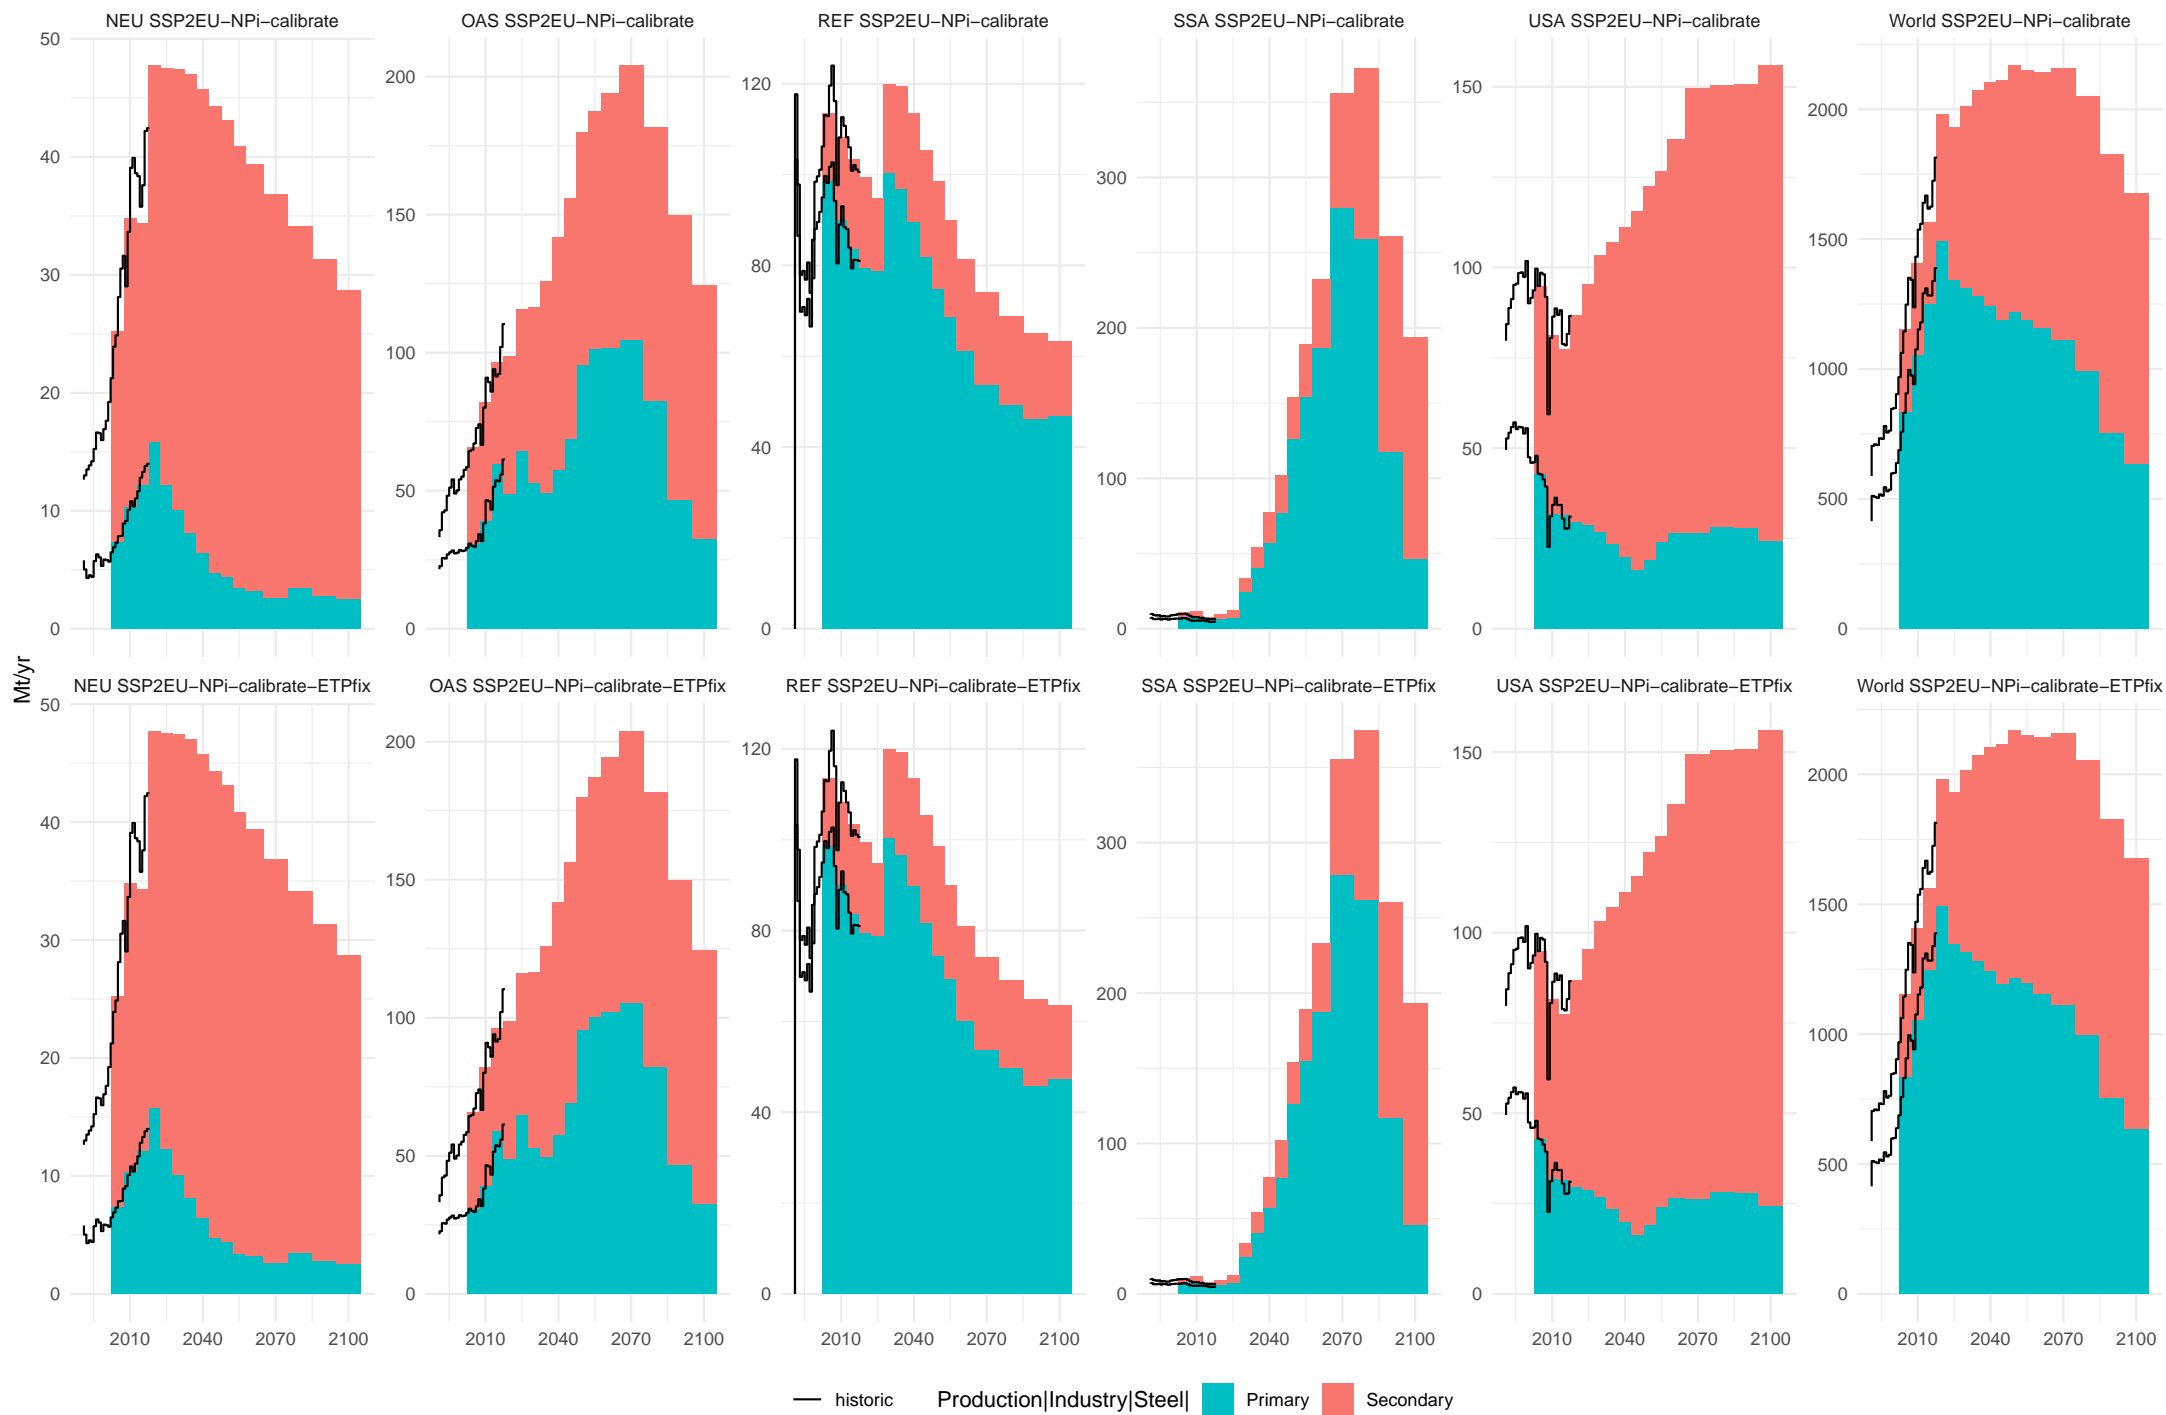 NEU SSP2EU−NPi−calibrate
OAS SSP2EU−NPi−calibrate
REF SSP2EU−NPi−calibrate
SSA SSP2EU−NPi−calibrate
USA SSP2EU−NPi−calibrate
World SSP2EU−NPi−calibrate
50
40
30
20
10
0
200
150
100
50
0
120
80
40
0
300
200
100
0
150
100
50
0
2000
1500
1000
500
0
Mt/yr
NEU SSP2EU−NPi−calibrate−ETPfix
OAS SSP2EU−NPi−calibrate−ETPfix
REF SSP2EU−NPi−calibrate−ETPfix
SSA SSP2EU−NPi−calibrate−ETPfix
USA SSP2EU−NPi−calibrate−ETPfix
World SSP2EU−NPi−calibrate−ETPfix
50
40
30
20
10
0
200
150
100
50
0
120
80
40
0
300
200
100
0
150
100
50
0
2000
1500
1000
500
0
2010 2040 2070 2100
2010 2040 2070 2100
2010 2040 2070 2100
2010 2040 2070 2100
2010 2040 2070 2100
2010 2040 2070 2100
historic Production|Industry|Steel| Primary Secondary